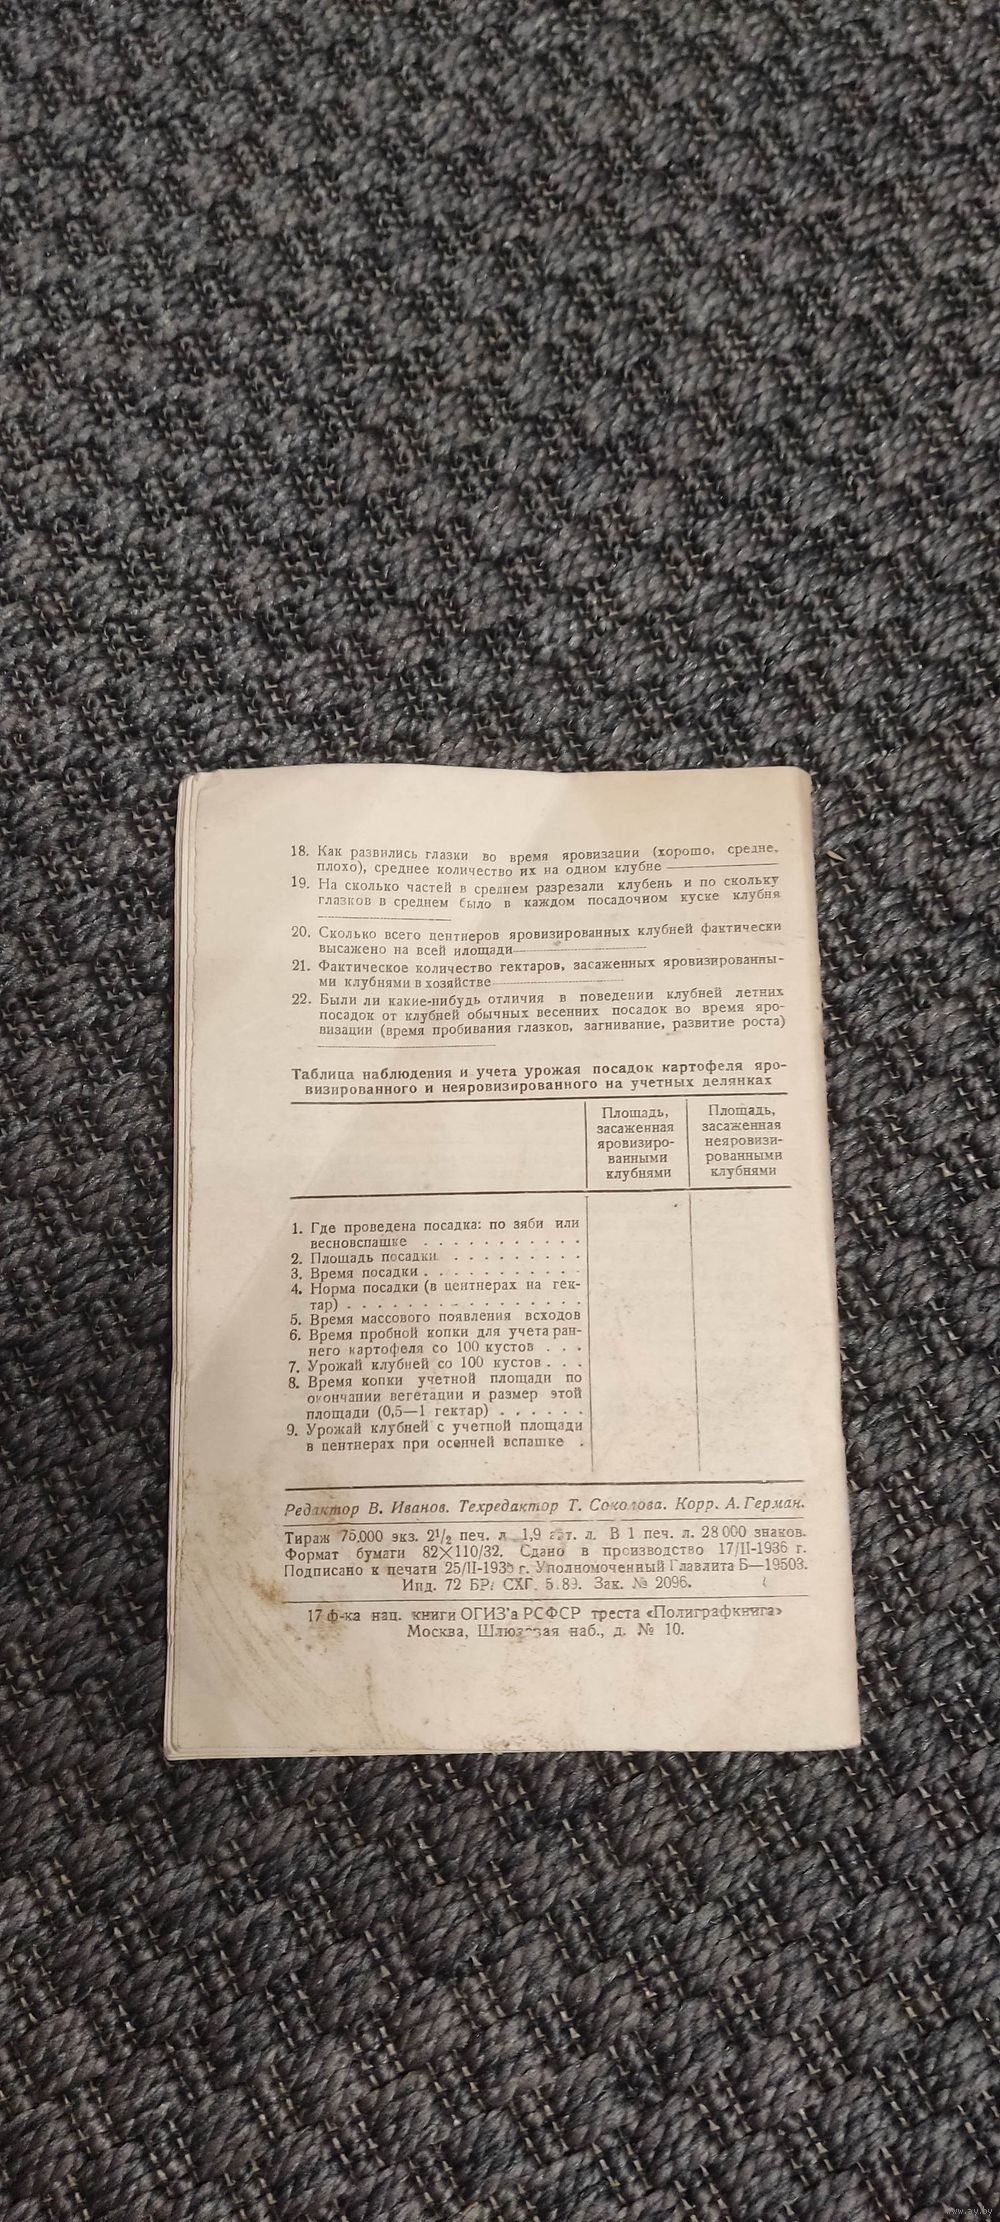 18. Как развились глазки во время яровизации (хорошо, средне,
плохо), среднее количество их на одном клубне
19. На сколько частей в среднем разрезали клубень и по скольку
глазков в среднем было в каждом посадочном куске клубня
20. Сколько всего центнеров яровизированных клубней фактически
высажено на всей площади
21. Фактическое количество гектаров, засаженных яровизированны-
ми клубнями в хозяйстве
22. Были ли какие-нибудь отличия в поведении клубней летних
посадок от клубней обычных весенних посадок во время яро-
визации (время пробивания глазков, загнивание, развитие роста)
Таблица наблюдения и учета урожая посадок картофеля яро-
визированного и неяровизированного на учетных делянках
Площадь,
засаженная
яровизиро-
ванными
клубнями
Площадь,
засаженная
неяровизи-
рованными
клубнями
1. Где проведена посадка: по зяби или
весновспашке . . . . . . . . . . .
2. Площадь посадки . . . . . . . . .
3. Время посадки . . . . . . . . . . .
4. Норма посадки (в центнерах на гек-
тар) . . . . . . . . . . . . . . . .
5. Время массового появления всходов
6. Время пробной копки для учета ран-
него картофеля со 100 кустов . . .
7. Урожай клубней со 100 кустов . . .
8. Время копки учетной площади по
окончании вегетации и размер этой
площади (0,5—1 гектар) . . . . . .
9. Урожай клубней с учетной площади
в центнерах при осенней вспашке .
Редактор В. Иванов. Техредактор Т. Соколова. Корр. А. Герман.
Тираж 75.000 экз. 2½ печ. л. 1,9 авт. л. В 1 печ. л. 28 000 знаков.
Формат бумаги 82×110/32. Сдано в производство 17/II-1936 г.
Подписано к печати 25/II-1936 г. Уполномоченный Главлита Б—19503.
Инд. 72 СХГ. Зак. № 2096.
17 ф-ка нац. книги ОГИЗ'а РСФСР треста «Полиграфкнига»
Москва, Шлюзовая наб., д. № 10.
www.ay.by